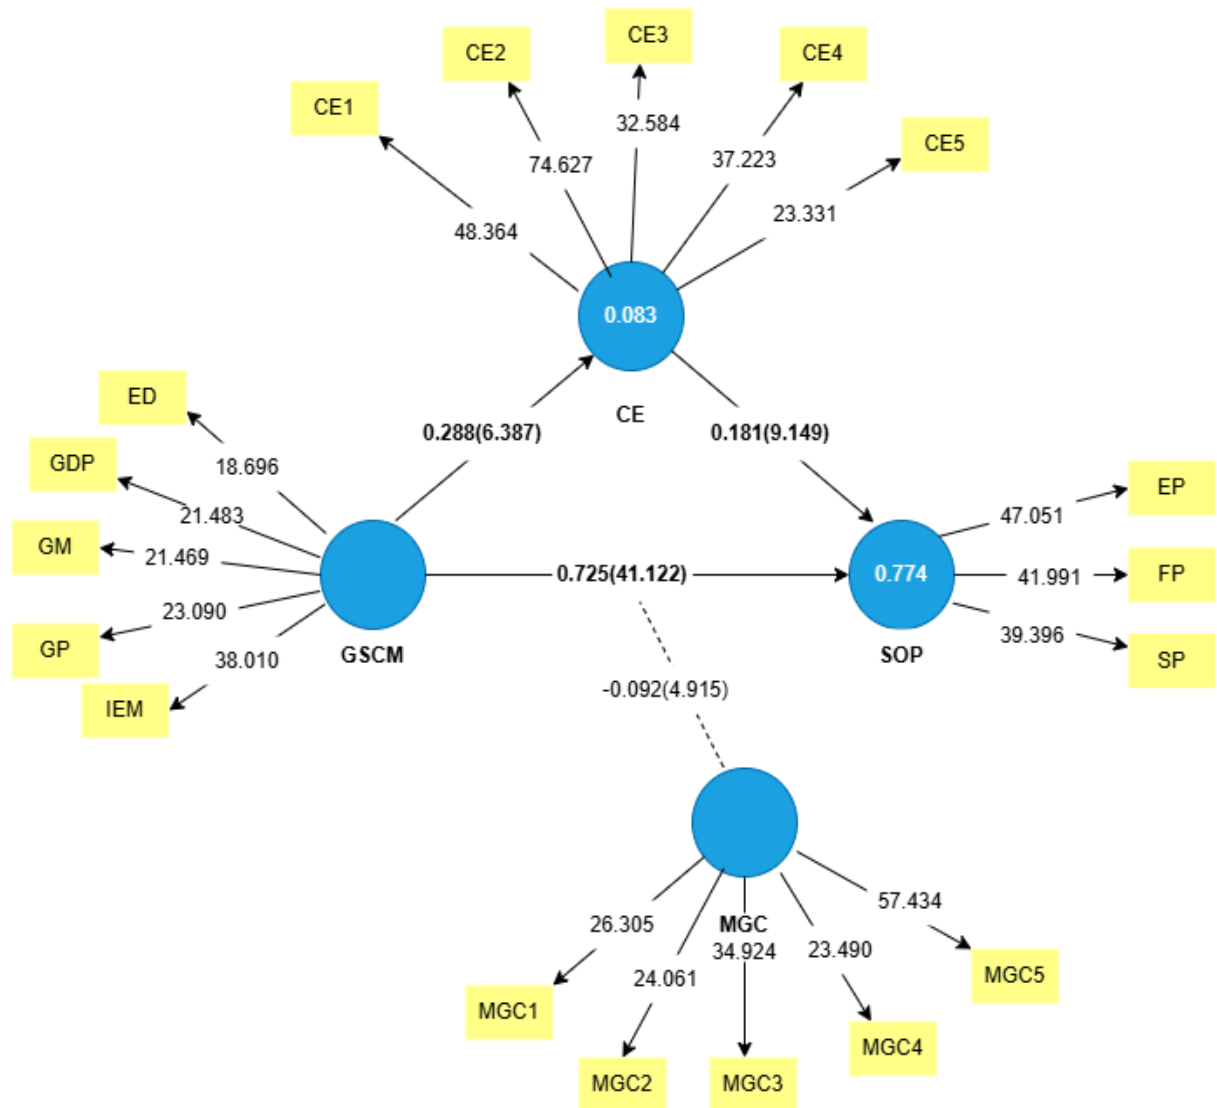 CE3
CE2
CE4
CE1
CE5
32.584
74.627
37.223
23.331
48.364
0.083
CE
ED
0.288(6.387)
0.181(9.149)
GDP
18.696
EP
47.051
21.483
GM
21.469
0.725(41.122)
0.774
41.991
FP
23.090
39.396
GP
38.010
GSCM
SOP
SP
IEM
-0.092(4.915)
57.434
26.305
MGC
34.924
23.490
24.061
MGC5
MGC1
MGC4
MGC2
MGC3